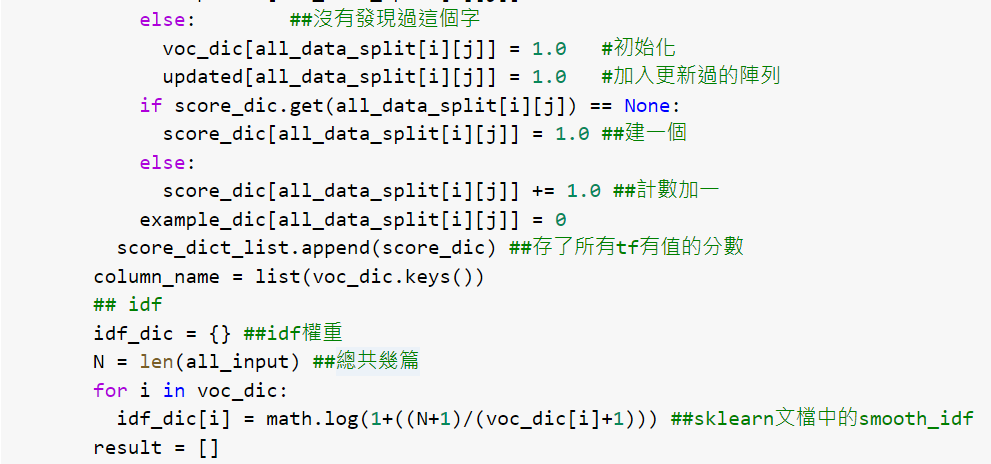 else:        ##沒有發現過這個字
voc_dic[all_data_split[i][j]] = 1.0   #初始化
updated[all_data_split[i][j]] = 1.0   #加入更新過的陣列
if score_dic.get(all_data_split[i][j]) == None:
score_dic[all_data_split[i][j]] = 1.0 ##建一個
else:
score_dic[all_data_split[i][j]] += 1.0 ##計數加一
example_dic[all_data_split[i][j]] = 0
score_dict_list.append(score_dic) ##存了所有tf有值的分數
column_name = list(voc_dic.keys())
## idf
idf_dic = {} ##idf權重
N = len(all_input) ##總共幾篇
for i in voc_dic:
idf_dic[i] = math.log(1+((N+1)/(voc_dic[i]+1))) ##sklearn文檔中的smooth_idf
result = []